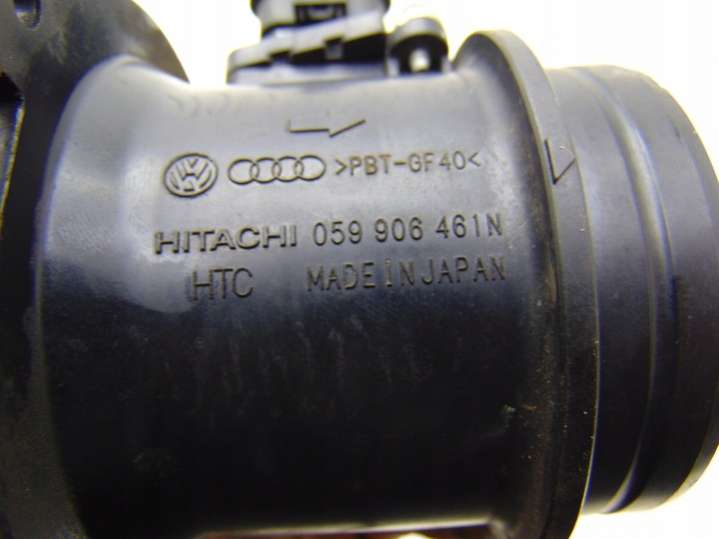 >PBT-GF40<
HITACHI 059 906 461N
HTC MADE IN JAPAN